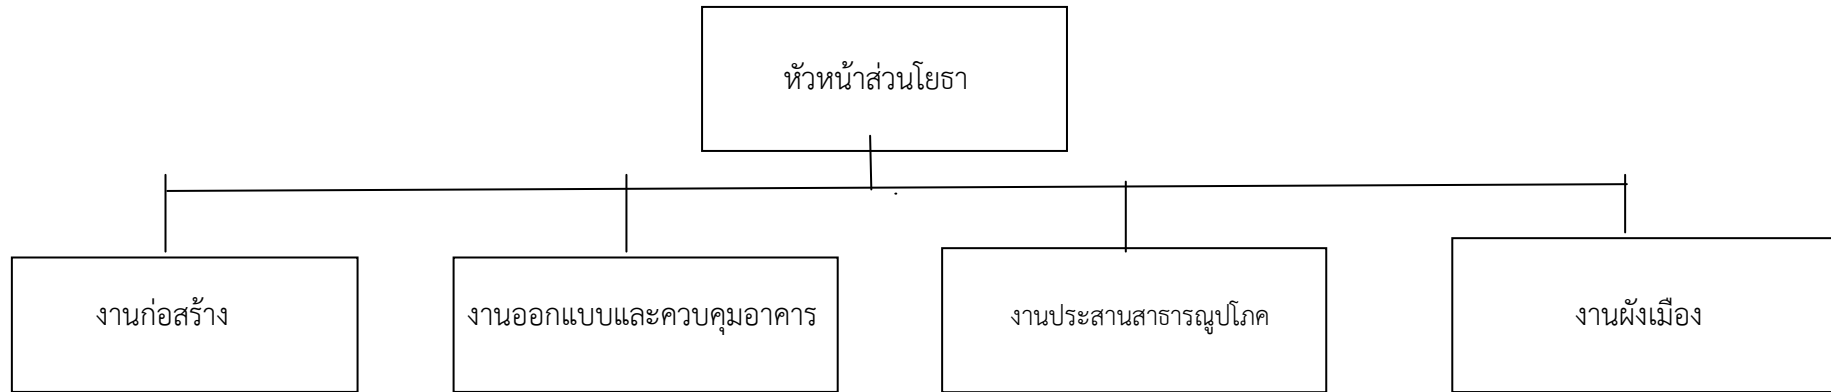 หัวหน้าส่วนโยธา
งานก่อสร้าง
งานออกแบบและควบคุมอาคาร
งานประสานสาธารณูปโภค
งานผังเมือง